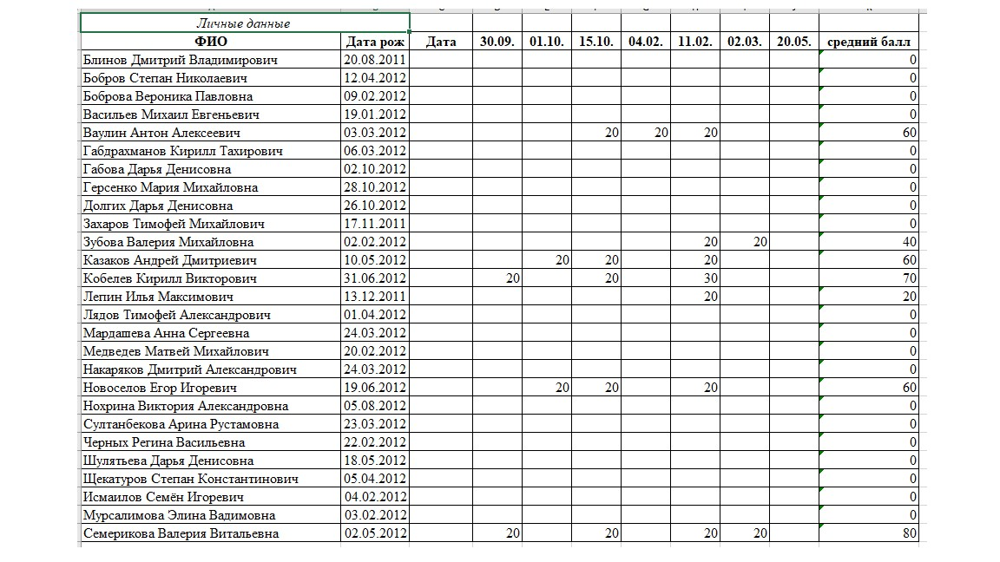 Личные данные
ФИО Дата рож Дата 30.09. 01.10. 15.10. 04.02. 11.02. 02.03. 20.05. средний балл
Блинов Дмитрий Владимирович 20.08.2011 0
Бобров Степан Николаевич 12.04.2012 0
Боброва Вероника Павловна 09.02.2012 0
Васильев Михаил Евгеньевич 19.01.2012 0
Ваулин Антон Алексеевич 03.03.2012 20 20 20 60
Габдрахманов Кирилл Тахирович 06.03.2012 0
Габова Дарья Денисовна 02.10.2012 0
Герсенко Мария Михайловна 28.10.2012 0
Долгих Дарья Денисовна 26.10.2012 0
Захаров Тимофей Михайлович 17.11.2011 0
Зубова Валерия Михайловна 02.02.2012 20 20 40
Казаков Андрей Дмитриевич 10.05.2012 20 20 20 60
Кобелев Кирилл Викторович 31.06.2012 20 20 30 70
Лепин Илья Максимович 13.12.2011 20 20
Лядов Тимофей Александрович 01.04.2012 0
Мардашева Анна Сергеевна 24.03.2012 0
Медведев Матвей Михайлович 20.02.2012 0
Накаряков Дмитрий Александрович 24.03.2012 0
Новоселов Егор Игоревич 19.06.2012 20 20 20 60
Нохрина Виктория Александровна 05.08.2012 0
Султанбекова Арина Рустамовна 23.03.2012 0
Черных Регина Васильевна 22.02.2012 0
Шулятьева Дарья Денисовна 18.05.2012 0
Щекатуров Степан Константинович 05.04.2012 0
Исмаилов Семён Игоревич 04.02.2012 0
Мурсалимова Элина Вадимовна 03.02.2012 0
Семерикова Валерия Витальевна 02.05.2012 20 20 20 20 80